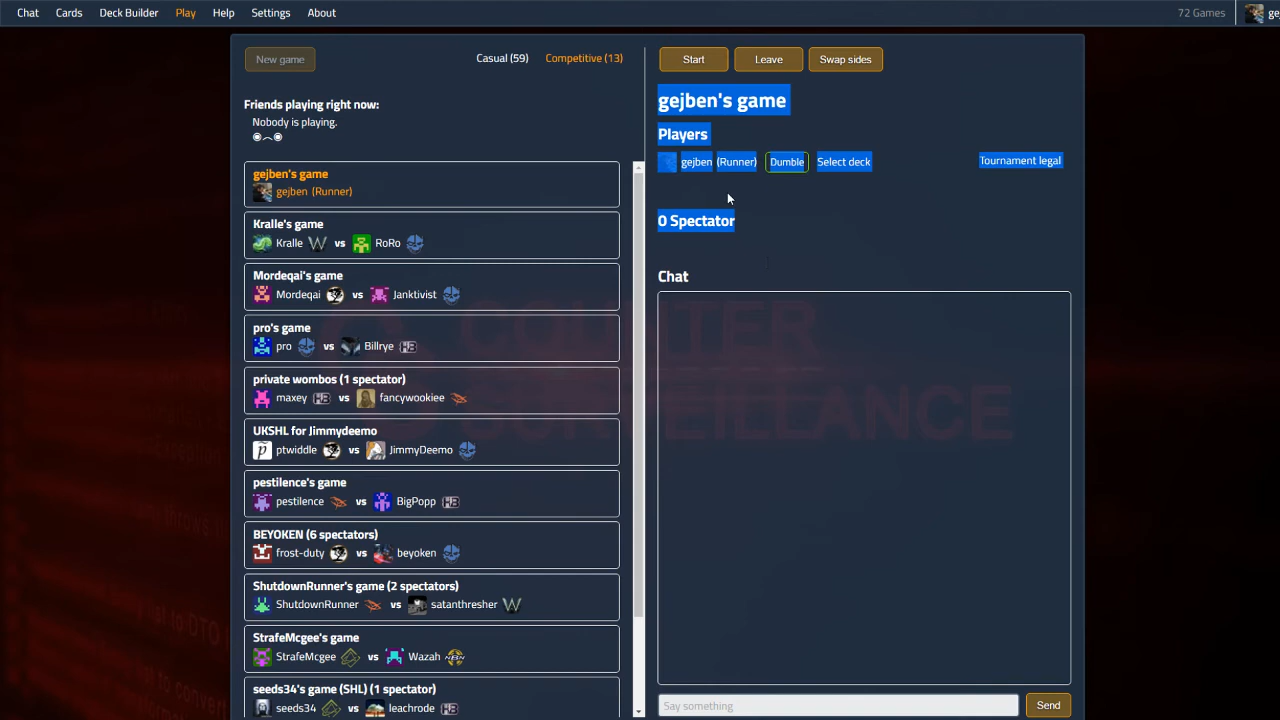 Chat Cards Deck Builder Play Help Settings About 72 Games ge
New game Casual (59) Competitive (13)
Friends playing right now:
Nobody is playing.
◉︵◉
gejben's game
gejben (Runner)
Kralle's game
Kralle vs RoRo
Mordeqai's game
Mordeqai vs Janktivist
pro's game
pro vs Billrye
private wombos (1 spectator)
maxey vs fancywookiee
UKSHL for Jimmydeemo
ptwiddle vs JimmyDeemo
pestilence's game
pestilence vs BigPopp
BEYOKEN (6 spectators)
frost-duty vs beyoken
ShutdownRunner's game (2 spectators)
ShutdownRunner vs satanthresher
StrafeMcgee's game
StrafeMcgee vs Wazah
seeds34's game (SHL) (1 spectator)
seeds34 vs leachrode
Start Leave Swap sides
gejben's game
Players
gejben (Runner) Dumble Select deck Tournament legal
0 Spectator
Chat
COUNTER
SURVEILLANCE
Say something Send